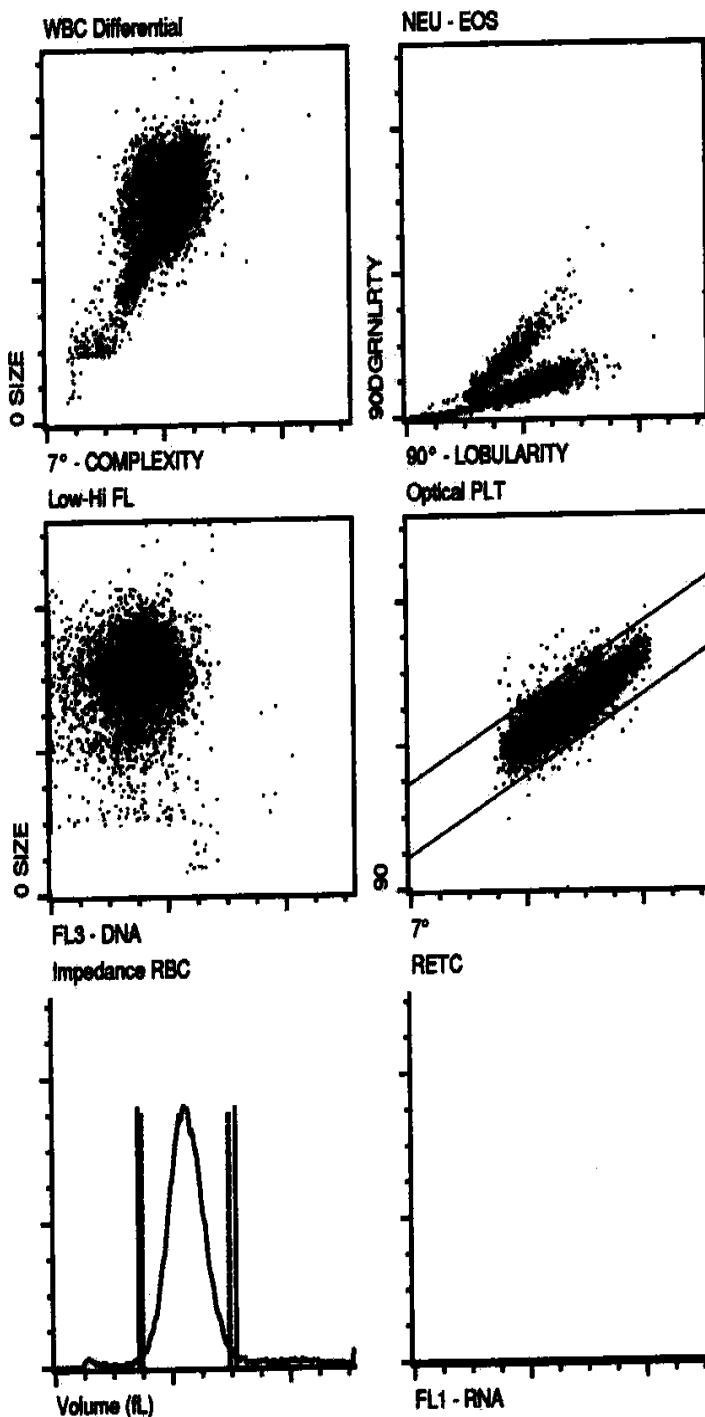 WBC Differential
NEU - EOS
0 SIZE
90DGRNLRTY
7° - COMPLEXITY
90° - LOBULARITY
Low-Hi FL
Optical PLT
0 SIZE
90
FL3 - DNA
7°
Impedance RBC
RETC
Volume (fL)
FL1 - RNA